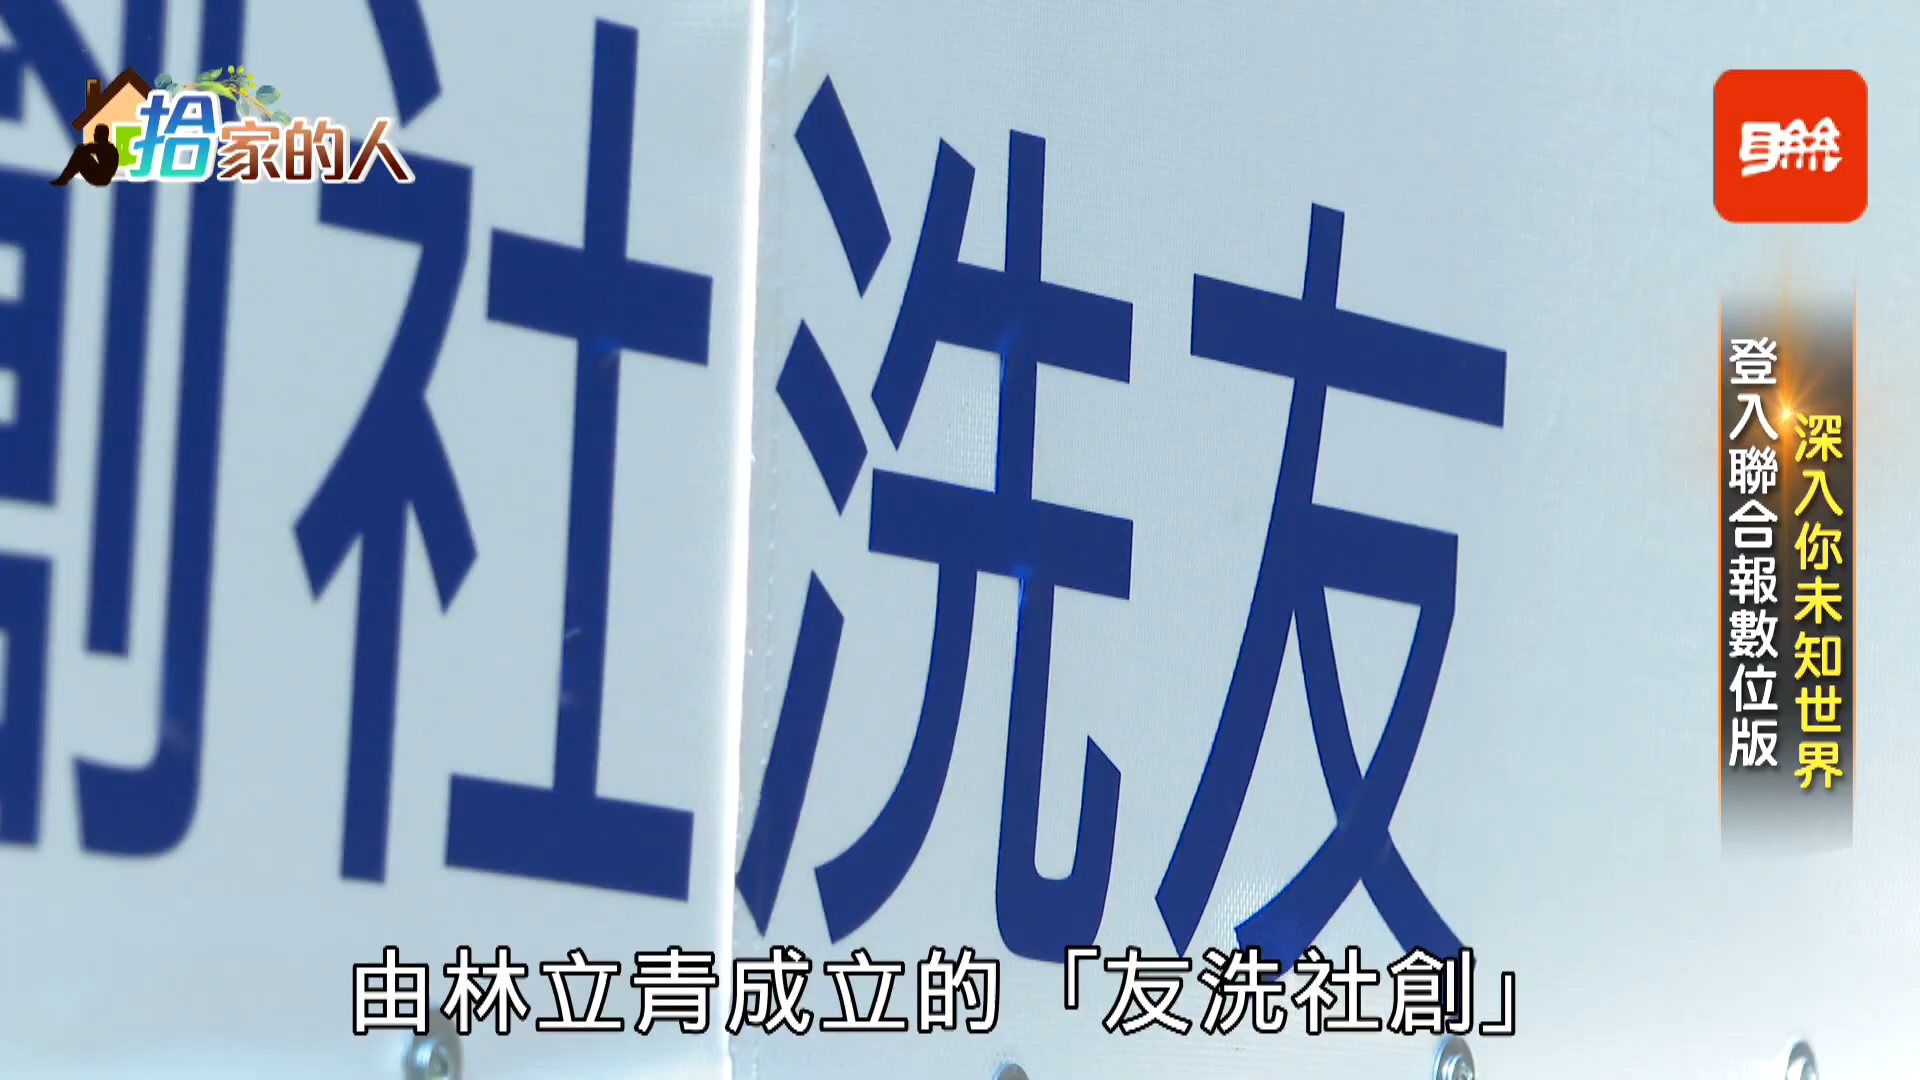 拾家的人
聯
創社洗友
登入聯合報數位版
深入你未知世界
由林立青成立的「友洗社創」